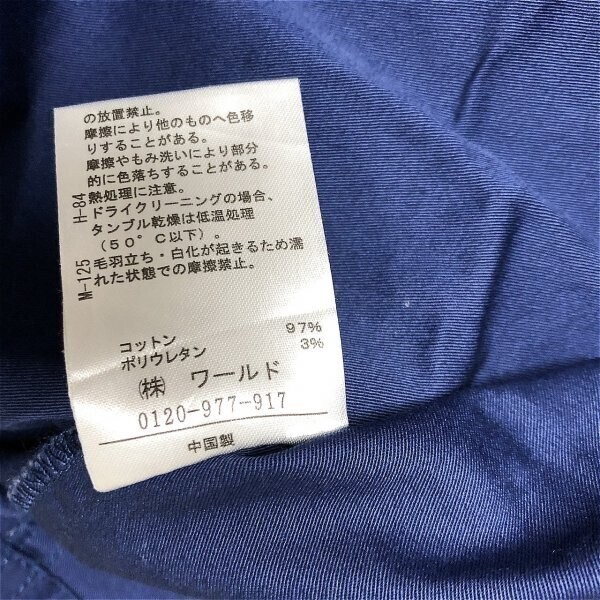 の放置禁止。
摩擦により他のものへ色移
りすることがある。
摩擦やもみ洗いにより部分
的に色落ちすることがある。
熱処理に注意。
ドライクリーニングの場合、
タンブル乾燥は低温処理
（50°C以下）。
毛羽立ち・白化が起きるため濡
れた状態での摩擦禁止。
M-125 H-84
コットン 97%
ポリウレタン 3%
(株) ワールド
0120-977-917
中国製